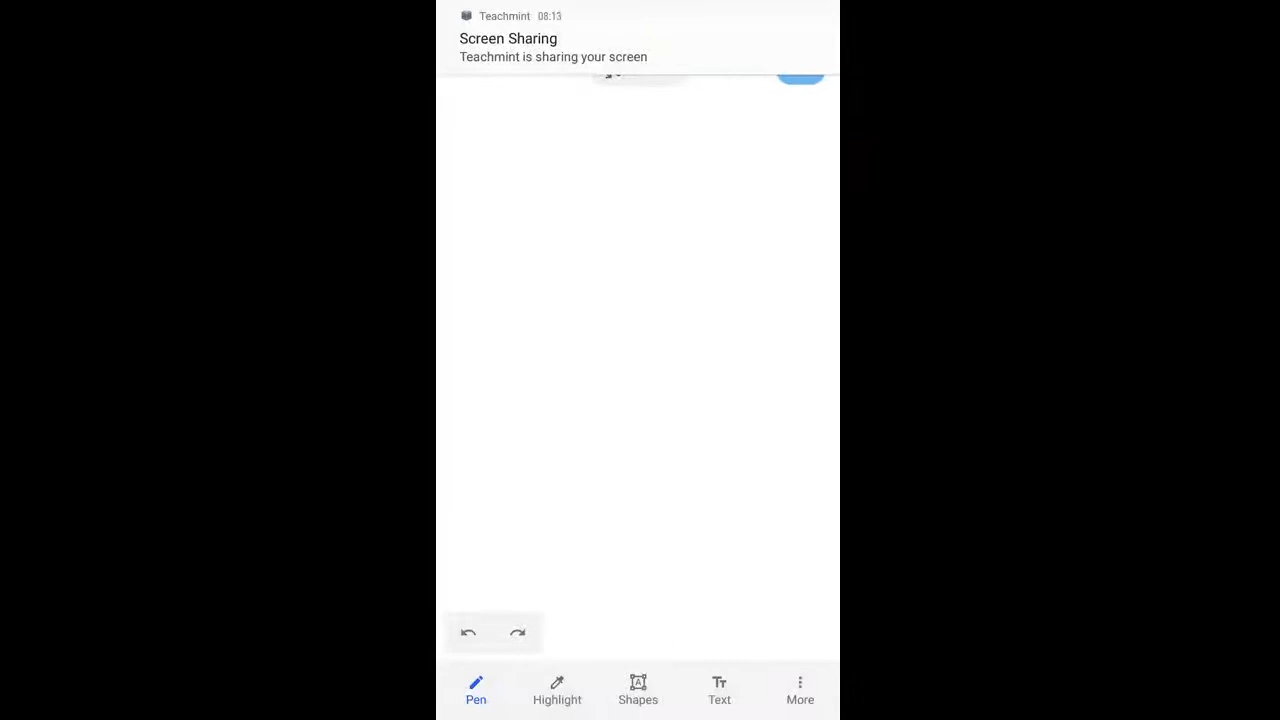 Teachmint 08:13
Screen Sharing
Teachmint is sharing your screen
Pen Highlight Shapes Text More